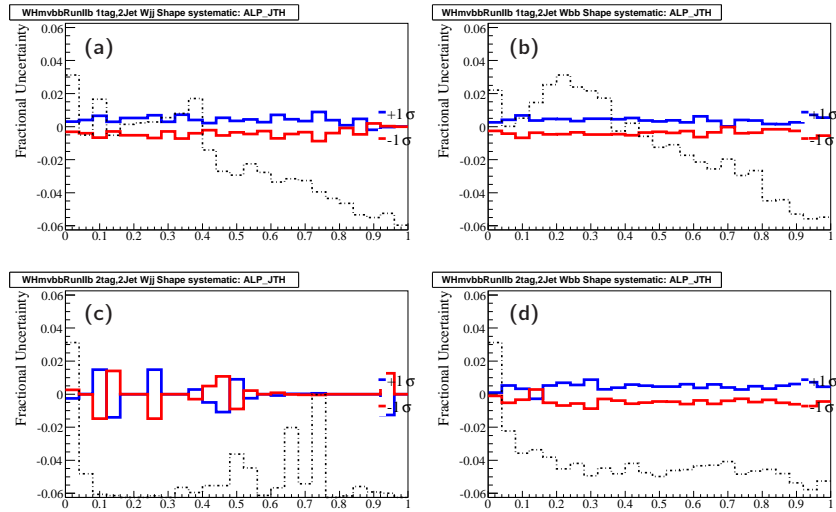 WHmvbbRunIIb 1tag,2Jet Wjj Shape systematic: ALP_JTH
(a)
Fractional Uncertainty
0.06
0.04
0.02
0
-0.02
-0.04
-0.06
+1σ
-1σ
0 0.1 0.2 0.3 0.4 0.5 0.6 0.7 0.8 0.9 1
WHmvbbRunIIb 1tag,2Jet Wbb Shape systematic: ALP_JTH
(b)
Fractional Uncertainty
0.06
0.04
0.02
0
-0.02
-0.04
-0.06
+1σ
-1σ
0 0.1 0.2 0.3 0.4 0.5 0.6 0.7 0.8 0.9 1
WHmvbbRunIIb 2tag,2Jet Wjj Shape systematic: ALP_JTH
(c)
Fractional Uncertainty
0.06
0.04
0.02
0
-0.02
-0.04
-0.06
+1σ
-1σ
0 0.1 0.2 0.3 0.4 0.5 0.6 0.7 0.8 0.9 1
WHmvbbRunIIb 2tag,2Jet Wbb Shape systematic: ALP_JTH
(d)
Fractional Uncertainty
0.06
0.04
0.02
0
-0.02
-0.04
-0.06
+1σ
-1σ
0 0.1 0.2 0.3 0.4 0.5 0.6 0.7 0.8 0.9 1